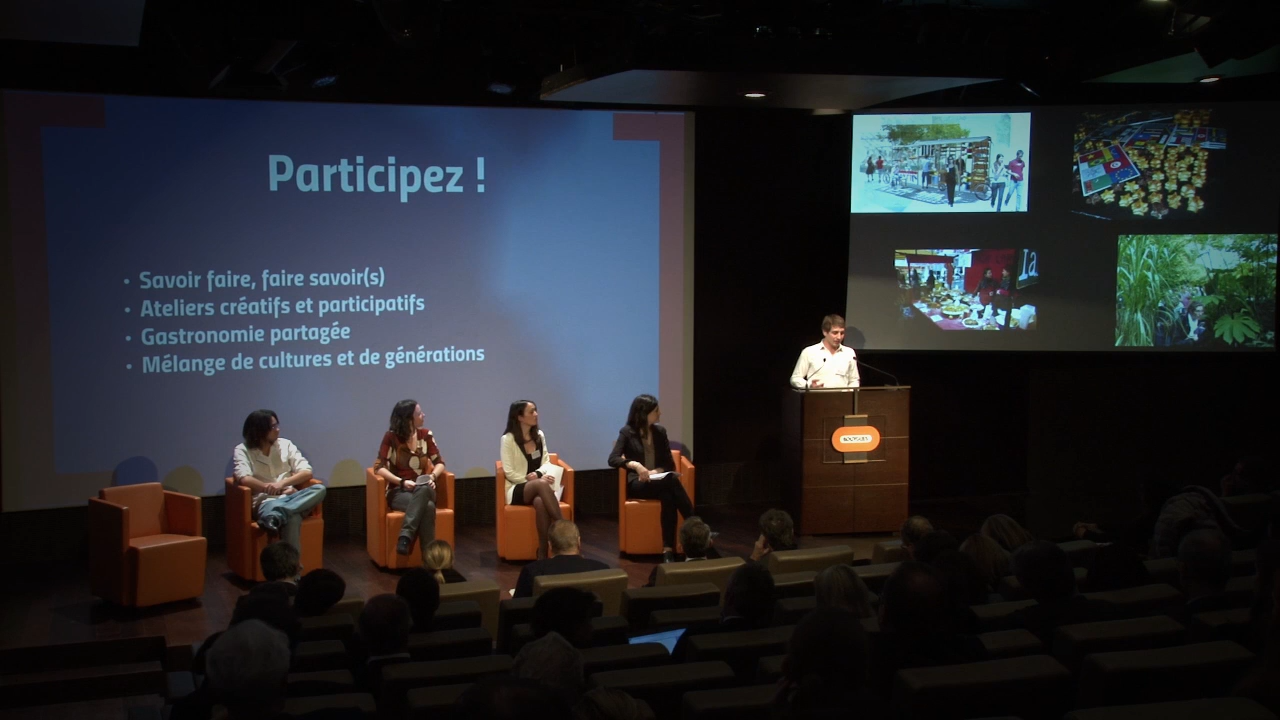 Participez !
• Savoir faire, faire savoir(s)
• Ateliers créatifs et participatifs
• Gastronomie partagée
• Mélange de cultures et de générations